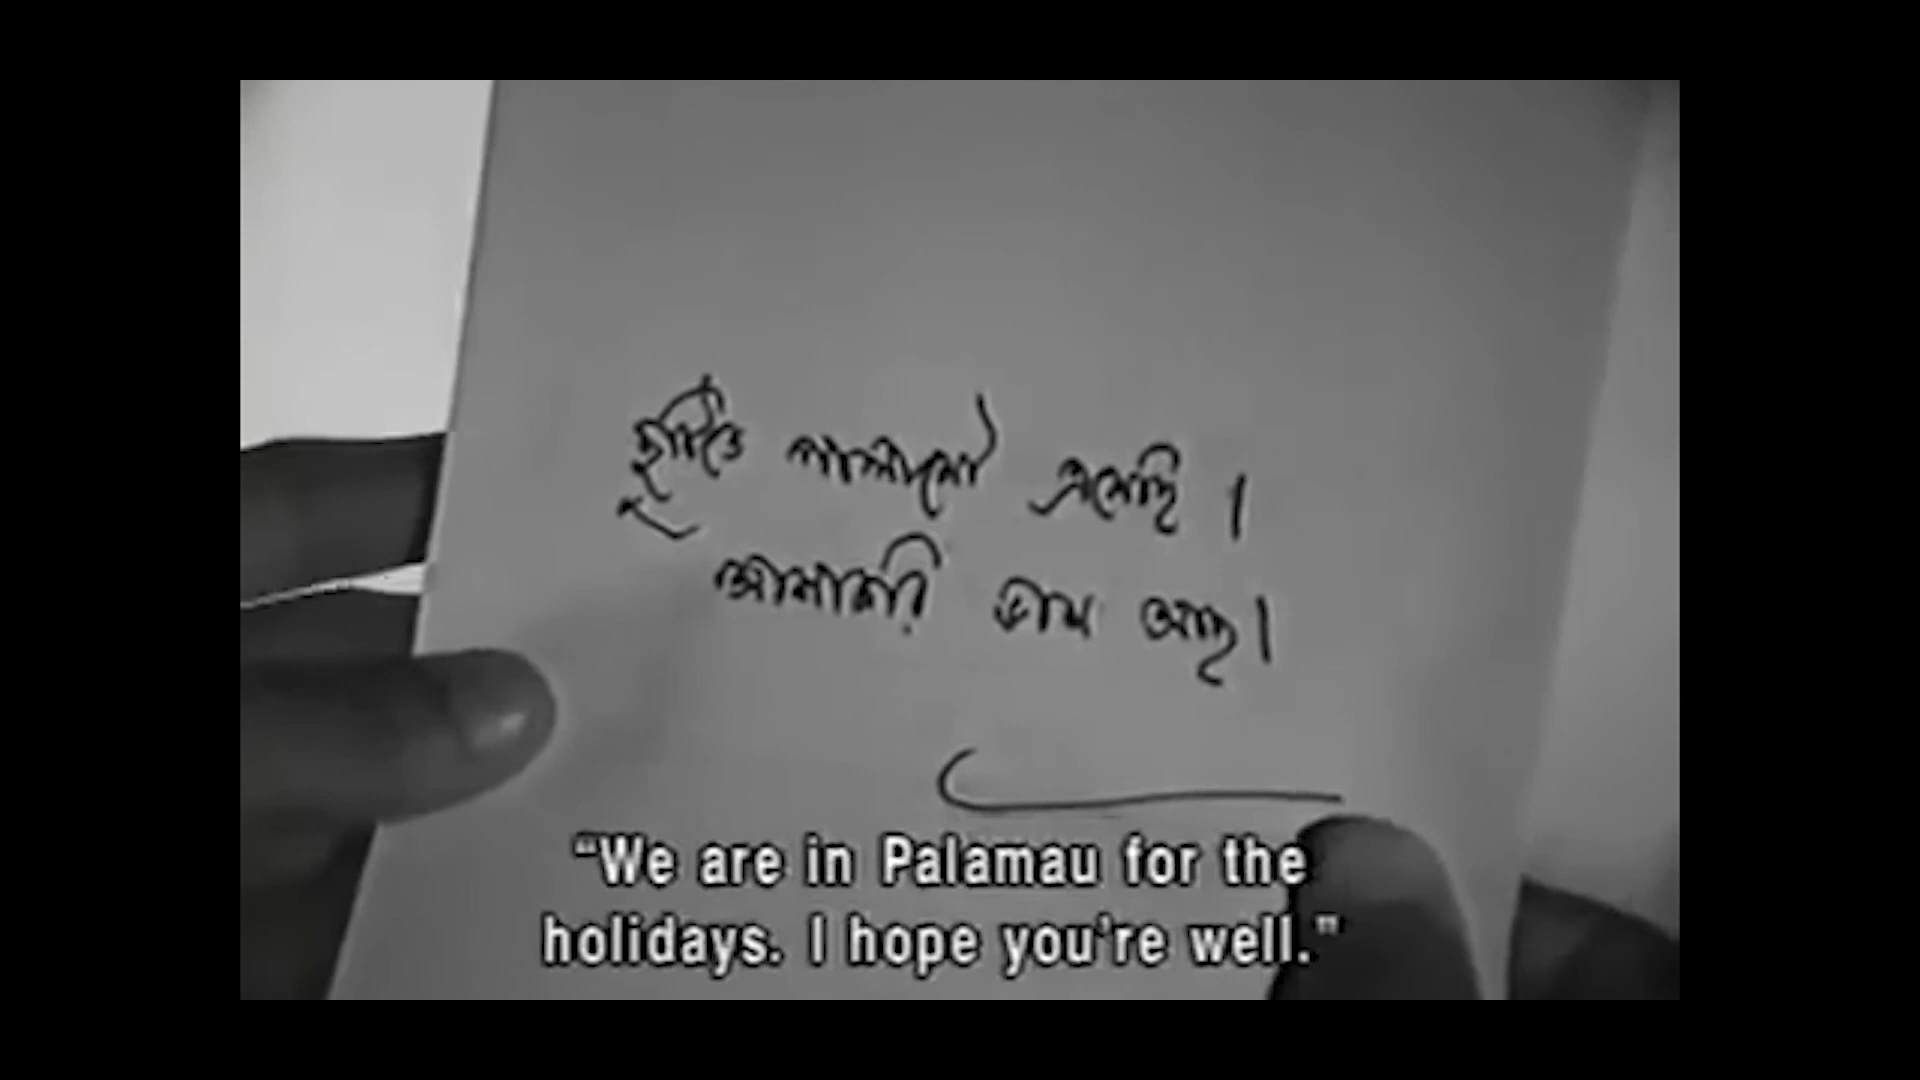 ছুটিতে পালামৌ এসেছি।
আশাকরি ভাল আছ।
“We are in Palamau for the
holidays. I hope you're well.”